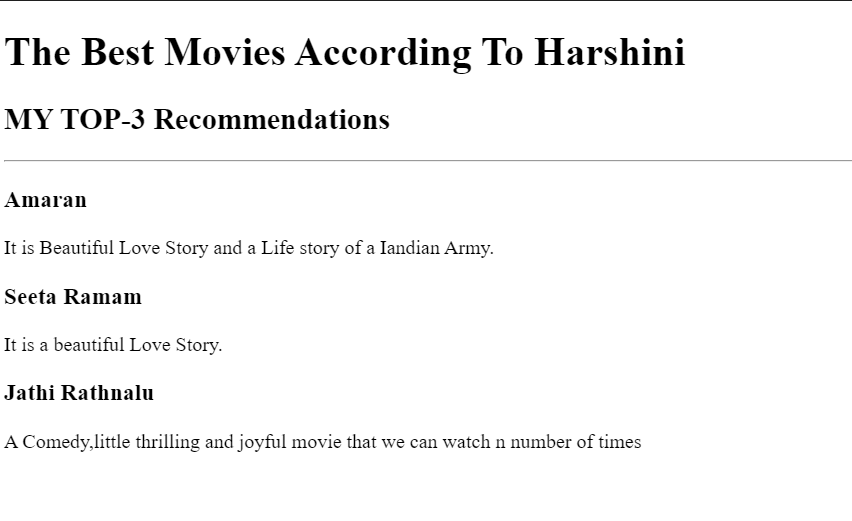 The Best Movies According To Harshini
MY TOP-3 Recommendations
Amaran
It is Beautiful Love Story and a Life story of a Iandian Army.
Seeta Ramam
It is a beautiful Love Story.
Jathi Rathnalu
A Comedy,little thrilling and joyful movie that we can watch n number of times